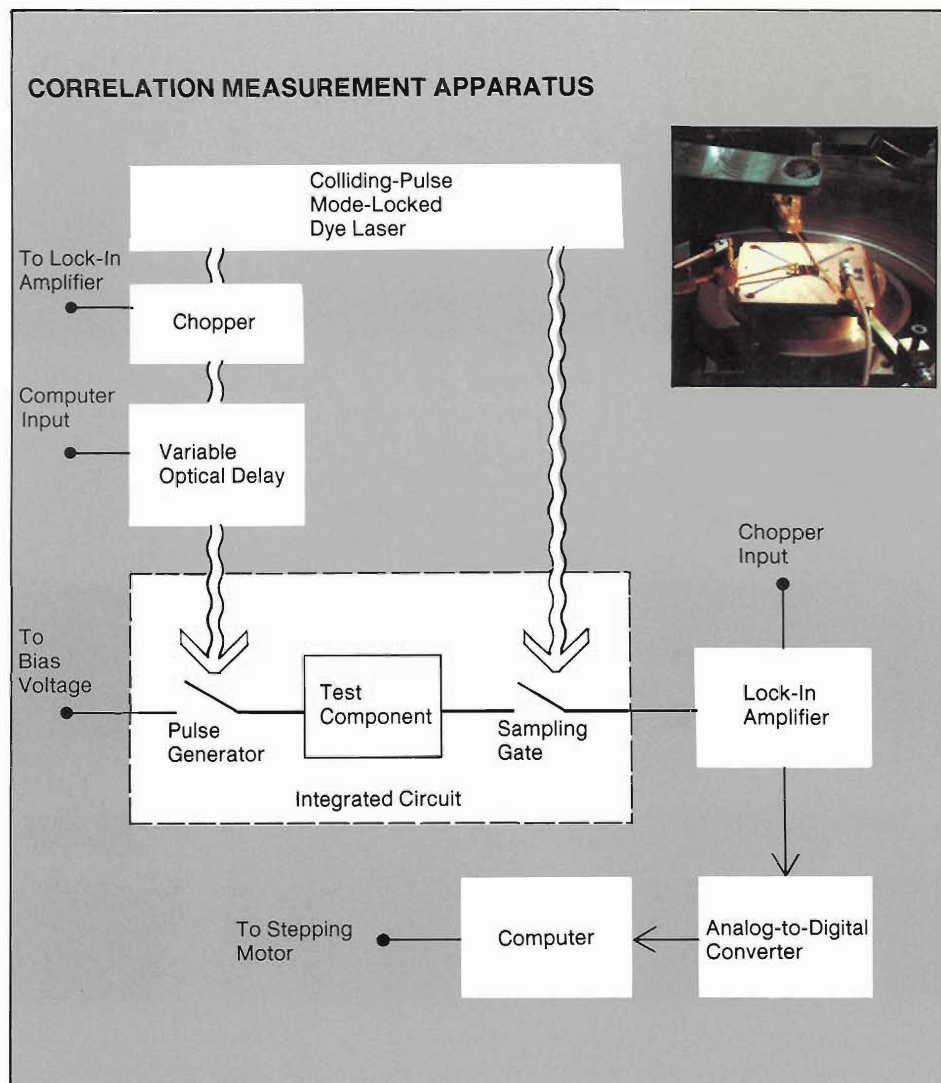 CORRELATION MEASUREMENT APPARATUS
Colliding-Pulse
Mode-Locked
Dye Laser
To Lock-In
Amplifier
Chopper
Computer
Input
Variable
Optical Delay
Chopper
Input
To
Bias
Voltage
Pulse
Generator
Test
Component
Sampling
Gate
Lock-In
Amplifier
Integrated Circuit
To Stepping
Motor
Computer
Analog-to-Digital
Converter